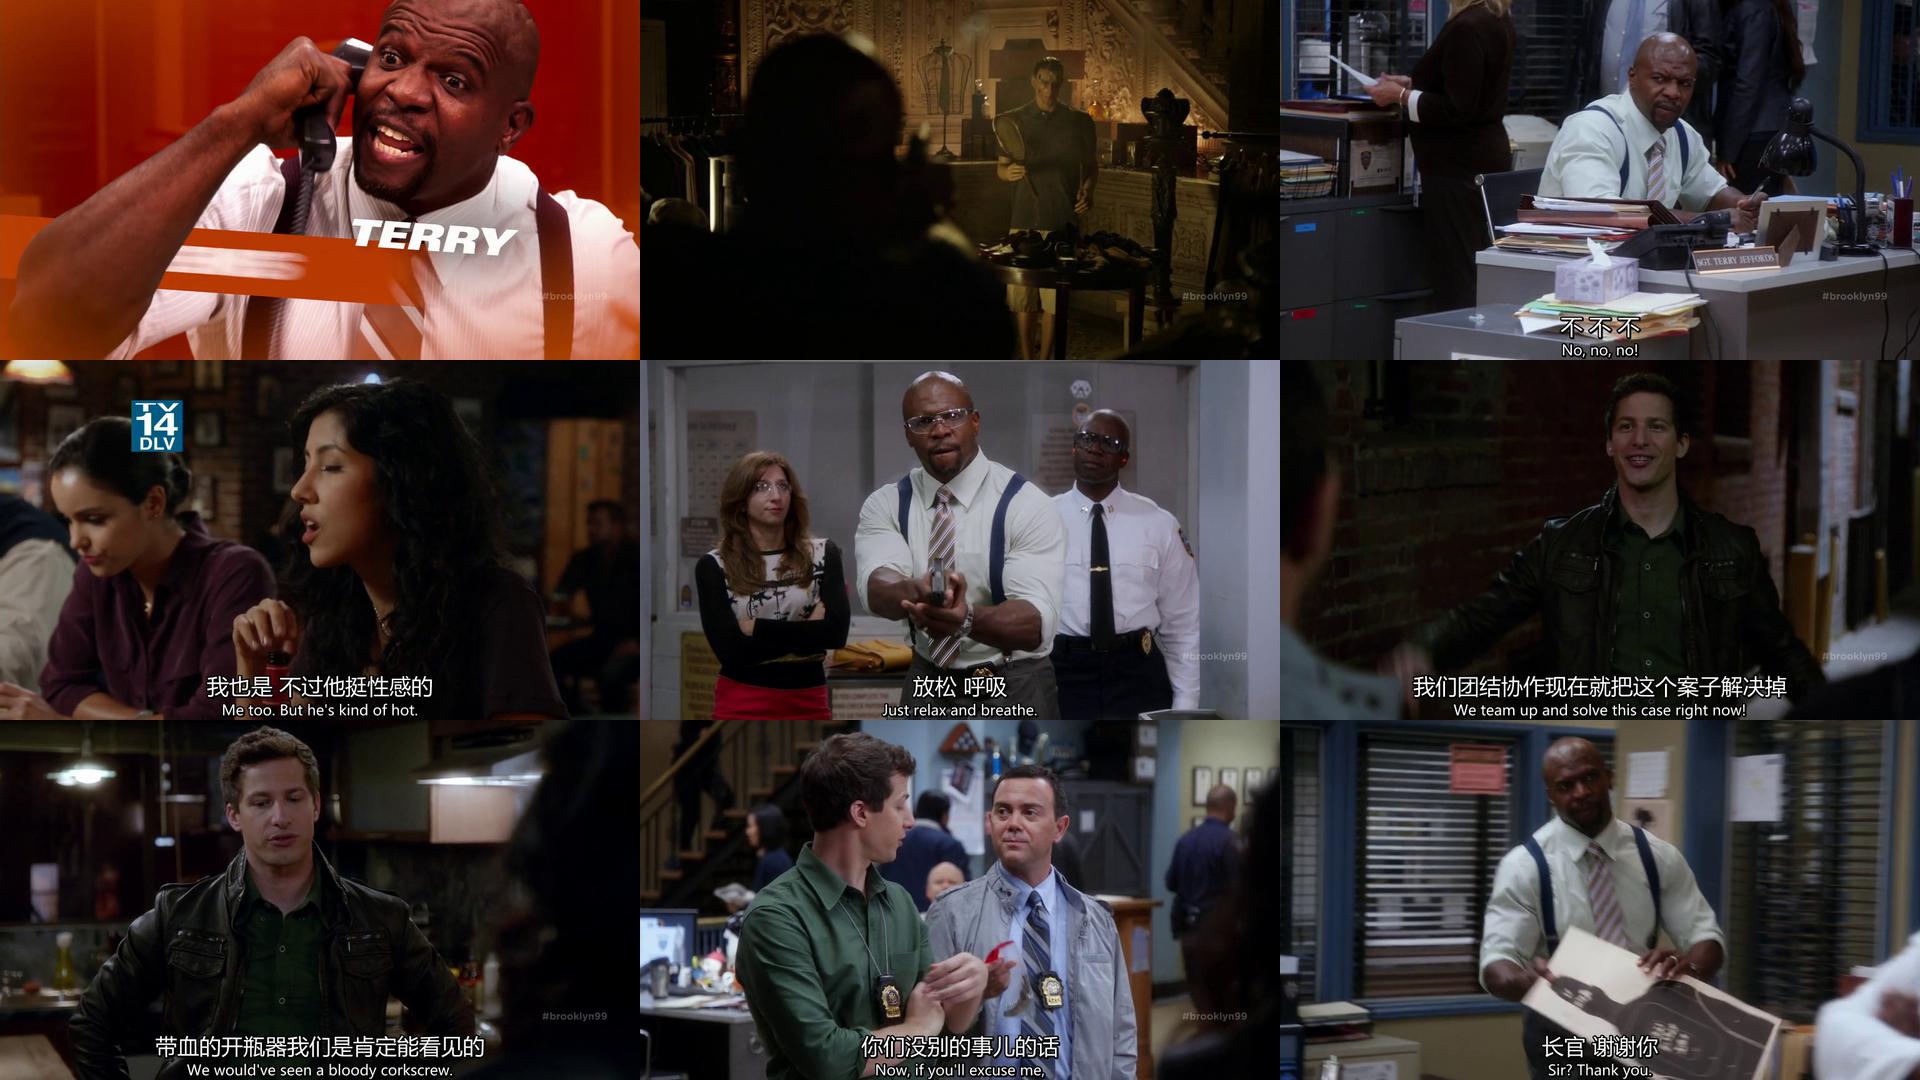 TERRY
#brooklyn99
#brooklyn99
SGT. TERRY JEFFORDS
#brooklyn99
不 不 不
No, no, no!
TV
14
DLV
我也是 不过他挺性感的
Me too. But he's kind of hot.
#brooklyn99
放松 呼吸
Just relax and breathe.
#brooklyn99
我们团结协作现在就把这个案子解决掉
We team up and solve this case right now!
#brooklyn99
带血的开瓶器我们是肯定能看见的
We would've seen a bloody corkscrew.
#brooklyn99
你们没别的事儿的话
Now, if you'll excuse me,
长官 谢谢你
Sir? Thank you.